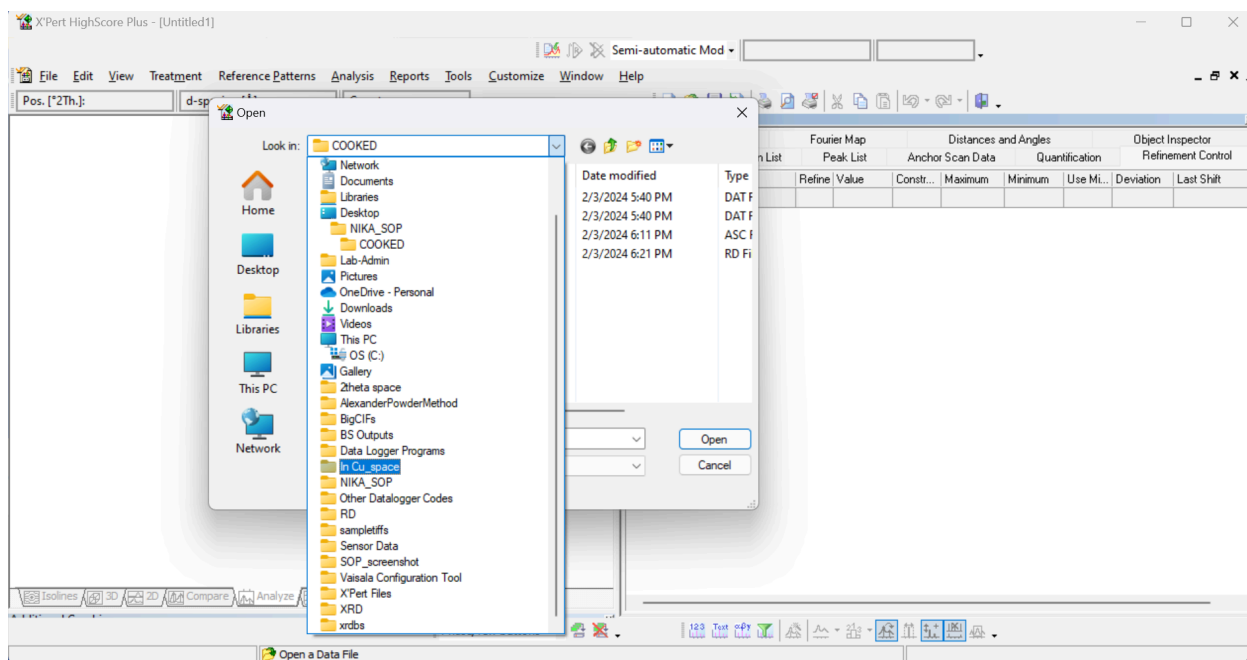 X'Pert HighScore Plus - [Untitled1]
Semi-automatic Mod
File Edit View Treatment Reference Patterns Analysis Reports Tools Customize Window Help
Pos. [°2Th.]:
Open
Look in: COOKED
Home
Desktop
Libraries
This PC
Network
Network
Documents
Libraries
Desktop
NIKA_SOP
COOKED
Lab-Admin
Pictures
OneDrive - Personal
Downloads
Videos
This PC
OS (C:)
Gallery
2theta space
AlexanderPowderMethod
BigCIFs
BS Outputs
Data Logger Programs
In Cu_space
NIKA_SOP
Other Datalogger Codes
RD
sampletiffs
Sensor Data
SOP_screenshot
Vaisala Configuration Tool
X'Pert Files
XRD
xrdbs
Date modified Type
2/3/2024 5:40 PM DAT F
2/3/2024 5:40 PM DAT F
2/3/2024 6:11 PM ASC F
2/3/2024 6:21 PM RD Fi
Open
Cancel
Fourier Map Distances and Angles Object Inspector
n List Peak List Anchor Scan Data Quantification Refinement Control
Refine Value Constr... Maximum Minimum Use Mi... Deviation Last Shift
Isolines 3D 2D Compare Analyze
123 Text
Open a Data File